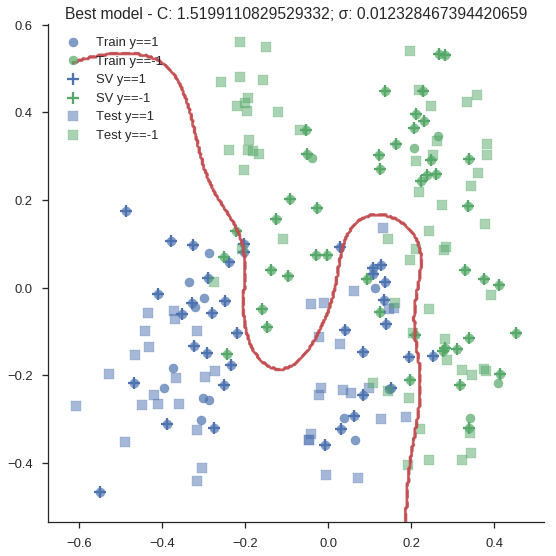 Best model - C: 1.5199110829529332; σ: 0.012328467394420659
0.6
Train y==1
Train y==-1
SV y==1
SV y==-1
Test y==1
Test y==-1
0.4
0.2
0.0
−0.2
−0.4
−0.6 −0.4 −0.2 0.0 0.2 0.4